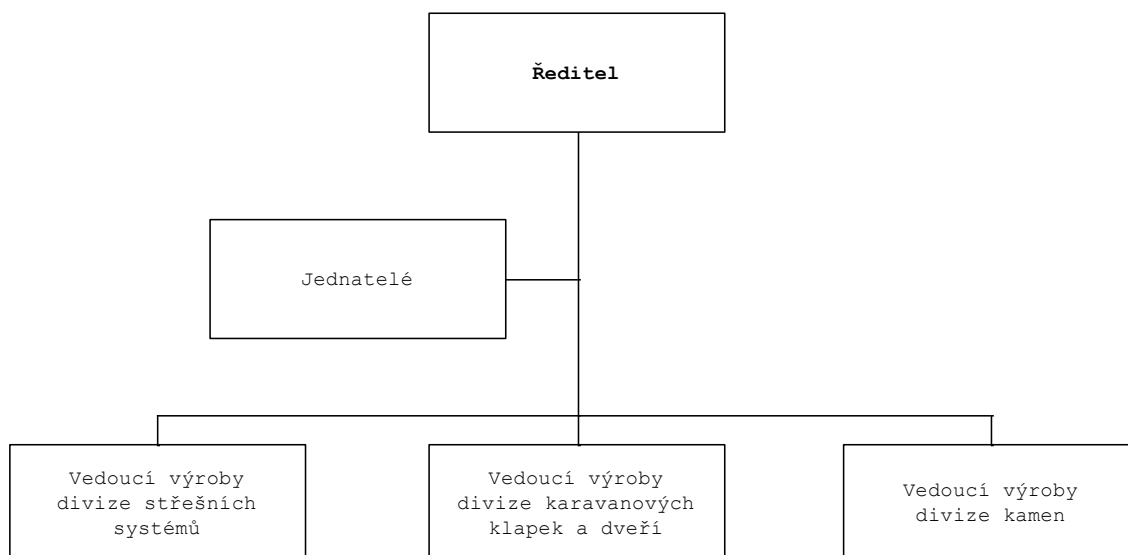 Ředitel
Jednatelé
Vedoucí výroby
divize střešních
systémů
Vedoucí výroby
divize karavanových
klapek a dveří
Vedoucí výroby
divize kamen